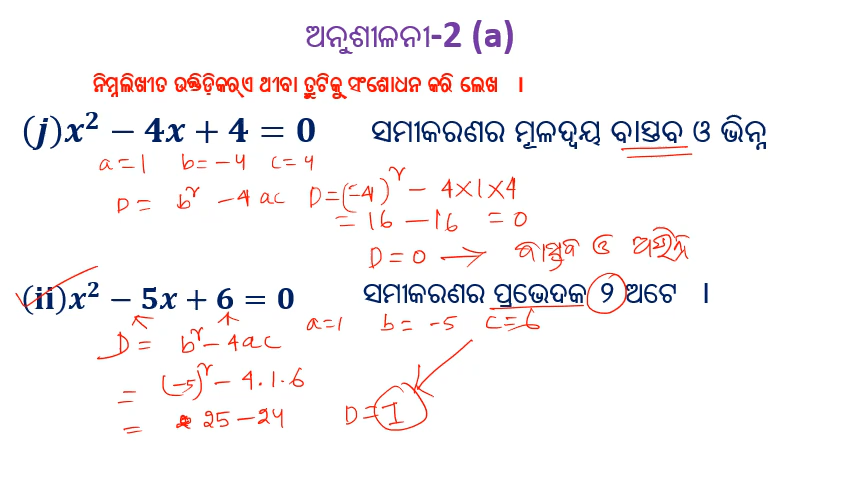 ଅନୁଶୀଳନୀ-2 (a)
ନିମ୍ନଲିଖୀତ ଉକ୍ତିଡ଼ିକର୍ଏ ଥୀବା ତ୍ରୁଟିକୁ ସଂଶୋଧନ କରି ଲେଖ ।
(j)x² − 4x + 4 = 0 ସମୀକରଣର ମୂଳଦ୍ଵୟ ବାସ୍ତବ ଓ ଭିନ୍ନ
a=1 b=-4 c=4
D = b² - 4ac D=(-4)² - 4×1×4
= 16 - 16 = 0
D=0 → ବାସ୍ତବ ଓ ଅଭିନ୍ନ
(ii)x² − 5x + 6 = 0 ସମୀକରଣର ପ୍ରଭେଦକ ୨ ଅଟେ ।
a=1 b=-5 c=6
D = b² - 4ac
= (-5)² - 4.1.6
= 25-24 D=1